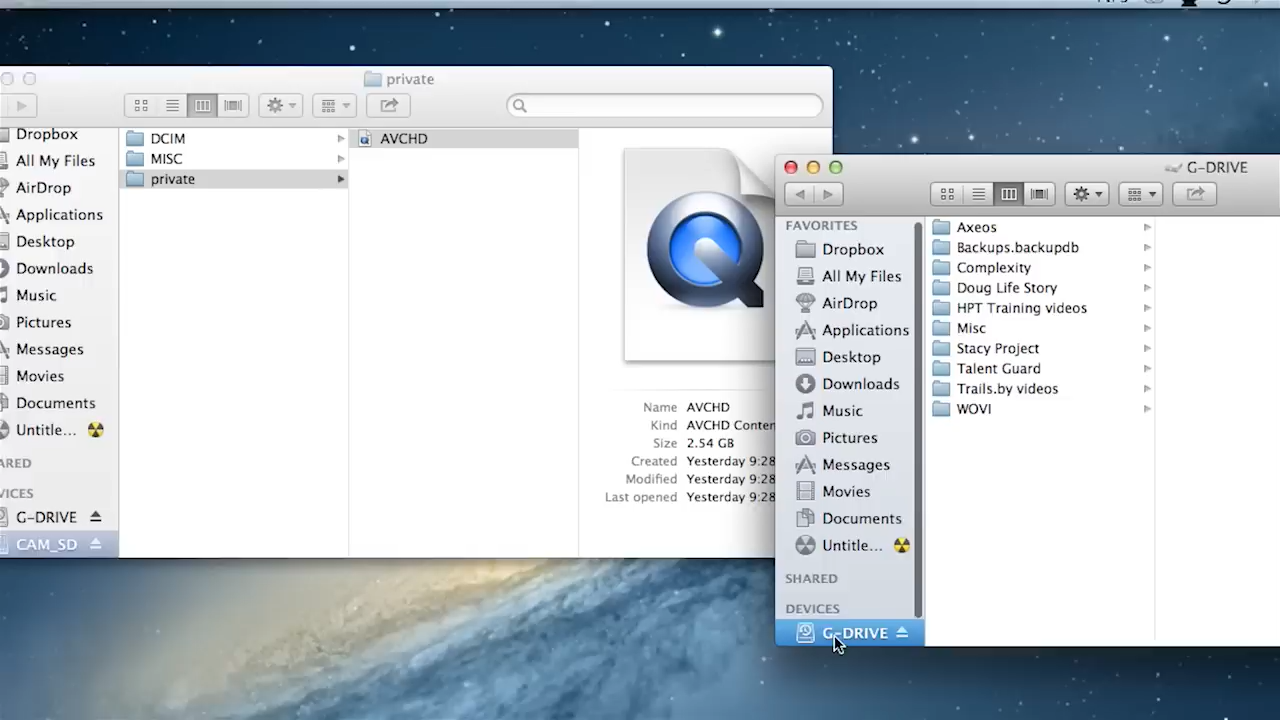 private
Dropbox
All My Files
AirDrop
Applications
Desktop
Downloads
Music
Pictures
Messages
Movies
Documents
Untitle...
ARED
VICES
G-DRIVE
CAM_SD
DCIM
MISC
private
AVCHD
Name AVCHD
Kind AVCHD Conten
Size 2.54 GB
Created Yesterday 9:28
Modified Yesterday 9:28
Last opened Yesterday 9:28
G-DRIVE
FAVORITES
Dropbox
All My Files
AirDrop
Applications
Desktop
Downloads
Music
Pictures
Messages
Movies
Documents
Untitle...
SHARED
DEVICES
G-DRIVE
Axeos
Backups.backupdb
Complexity
Doug Life Story
HPT Training videos
Misc
Stacy Project
Talent Guard
Trails.by videos
WOVI